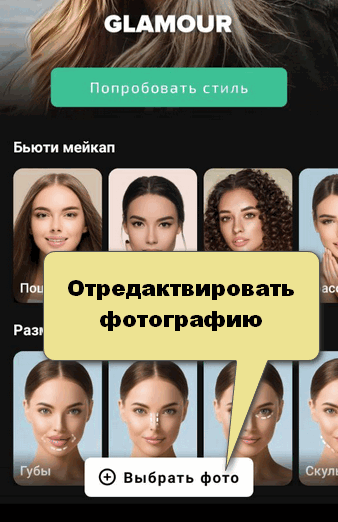 GLAMOUR
Попробовать стиль
Бьюти мейкап
Отредактвировать
фотографию
Губы
Выбрать фото